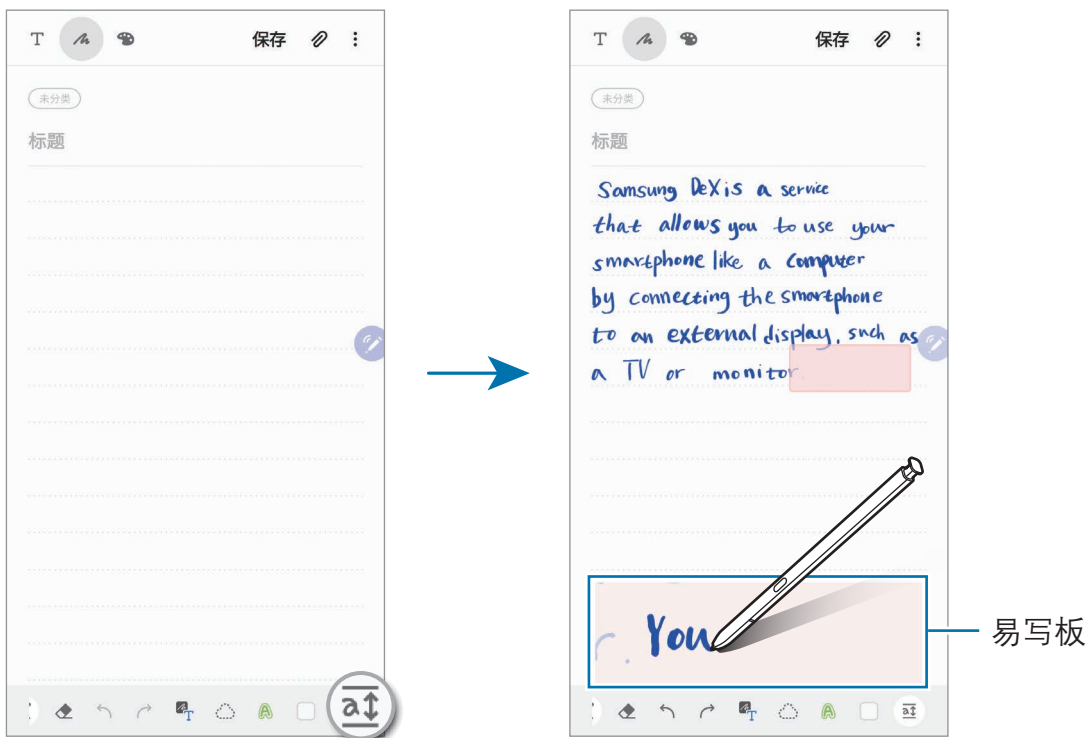 T
保存
未分类
标题
T
保存
未分类
标题
Samsung DeX is a service
that allows you to use your
smartphone like a computer
by connecting the smartphone
to an external display, such as
a TV or monitor.
r. You
易写板